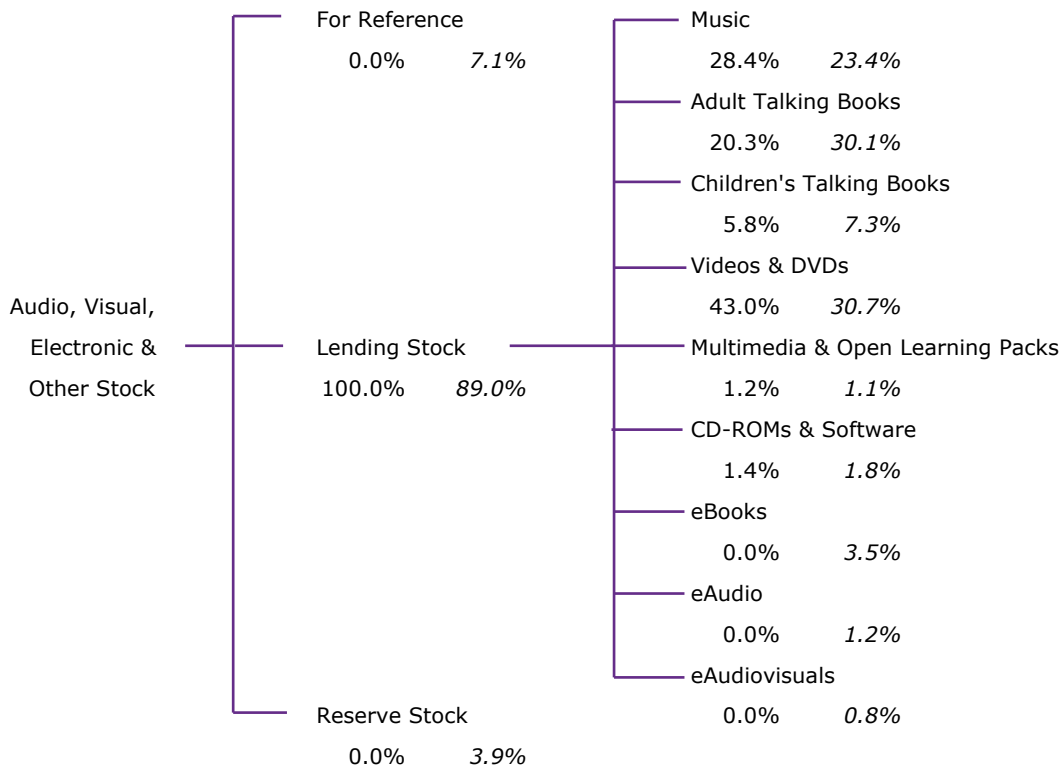 For Reference
0.0% 7.1%
Audio, Visual,
Electronic &
Other Stock
Lending Stock
100.0% 89.0%
Reserve Stock
0.0% 3.9%
Music
28.4% 23.4%
Adult Talking Books
20.3% 30.1%
Children's Talking Books
5.8% 7.3%
Videos & DVDs
43.0% 30.7%
Multimedia & Open Learning Packs
1.2% 1.1%
CD-ROMs & Software
1.4% 1.8%
eBooks
0.0% 3.5%
eAudio
0.0% 1.2%
eAudiovisuals
0.0% 0.8%